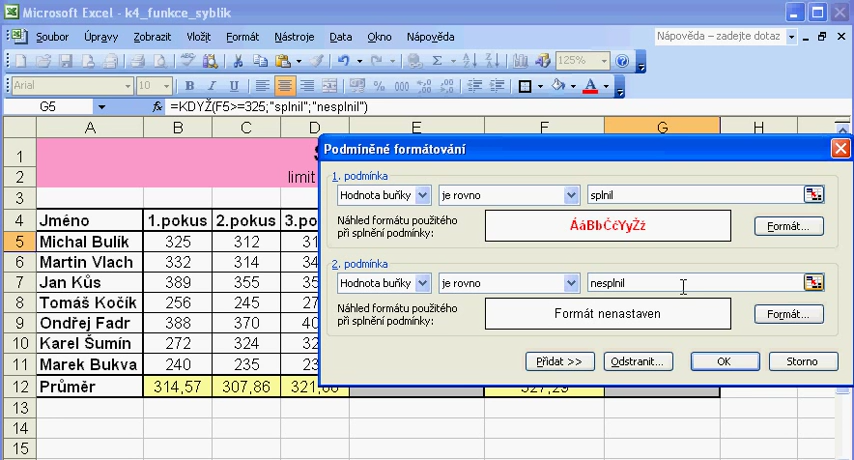 Microsoft Excel - k4_funkce_syblik
Soubor Úpravy Zobrazit Vložit Formát Nástroje Data Okno Nápověda Nápověda – zadejte dotaz
125%
Arial 10 B I U % 000
G5 fx =KDYŽ(F5>=325;"splnil";"nesplnil")
A B C D E F G H
1
2 limit
3
4 Jméno 1.pokus 2.pokus
5 Michal Bulík 325 312
6 Martin Vlach 332 314
7 Jan Kůs 389 355
8 Tomáš Kočík 256 245
9 Ondřej Fadr 388 370
10 Karel Šumín 272 324
11 Marek Bukva 240 235
12 Průměr 314,57 307,86
13
14
15
Podmíněné formátování
1. podmínka
Hodnota buňky je rovno splnil
Náhled formátu použitého
při splnění podmínky:
ÁáBbČčYyŽž
Formát...
2. podmínka
Hodnota buňky je rovno nesplnil
Náhled formátu použitého
při splnění podmínky:
Formát nenastaven
Formát...
Přidat >> Odstranit... OK Storno